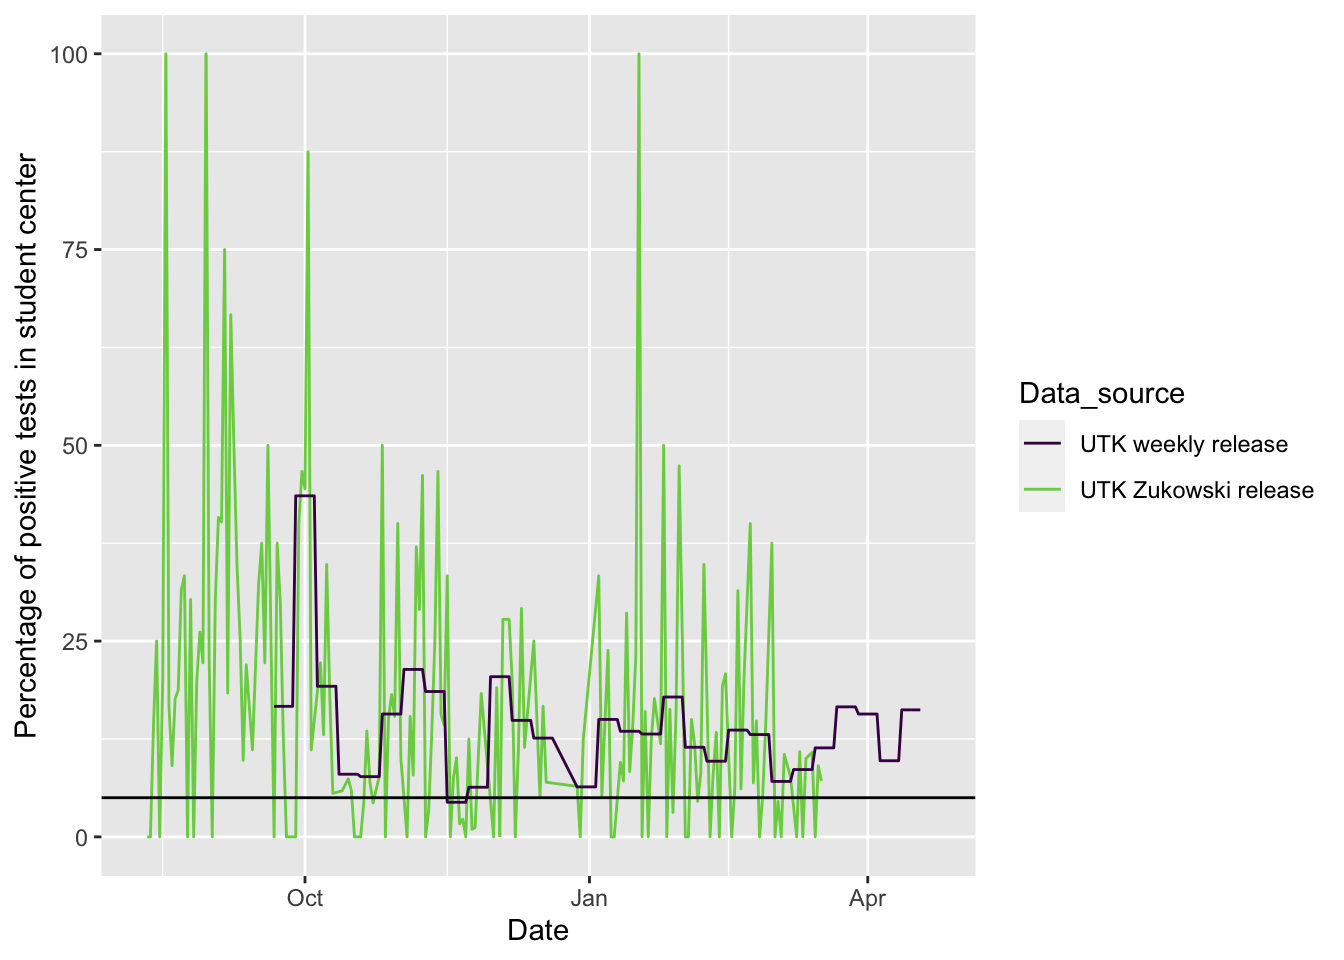 Percentage of positive tests in student center
100
75
50
25
0
Oct
Jan
Apr
Date
Data_source
UTK weekly release
UTK Zukowski release